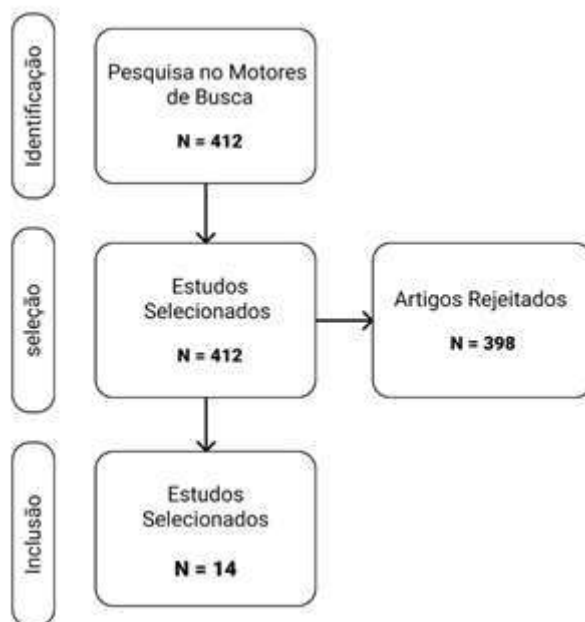 Identificação
Pesquisa no Motores
de Busca
N = 412
seleção
Estudos
Selecionados
N = 412
Artigos Rejeitados
N = 398
Inclusão
Estudos
Selecionados
N = 14